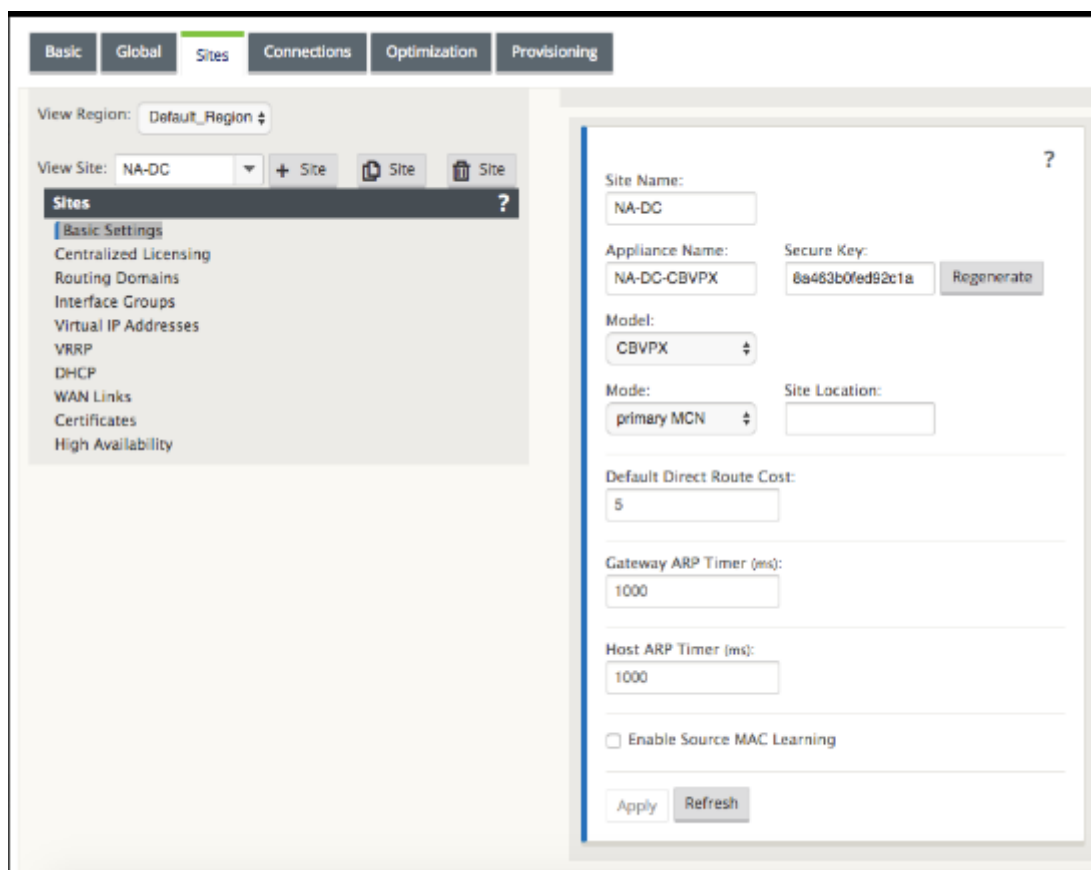 Basic Global Sites Connections Optimization Provisioning
View Region: Default_Region
View Site: NA-DC + Site Site Site
Sites ?
Basic Settings
Centralized Licensing
Routing Domains
Interface Groups
Virtual IP Addresses
VRRP
DHCP
WAN Links
Certificates
High Availability
?
Site Name:
NA-DC
Appliance Name: Secure Key:
NA-DC-CBVPX 8a463b0fed92c1a Regenerate
Model:
CBVPX
Mode: Site Location:
primary MCN
Default Direct Route Cost:
5
Gateway ARP Timer (ms):
1000
Host ARP Timer (ms):
1000
Enable Source MAC Learning
Apply Refresh